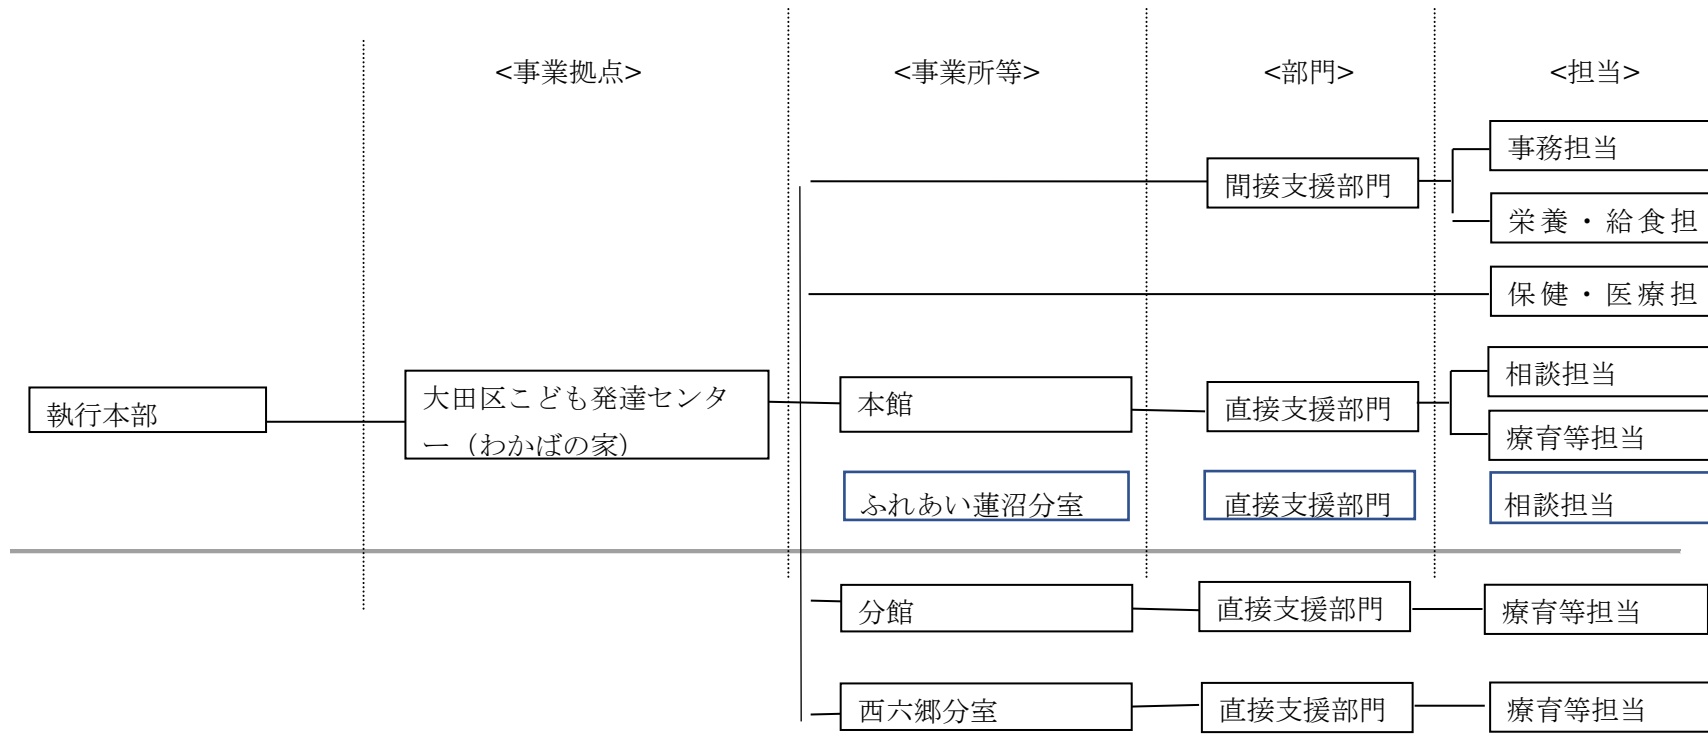 <事業拠点>
<事業所等>
<部門>
<担当>
事務担当
間接支援部門
栄養・給食担
保健・医療担
執行本部
大田区こども発達センタ
ー（わかばの家）
本館
直接支援部門
相談担当
療育等担当
ふれあい蓮沼分室
直接支援部門
相談担当
分館
直接支援部門
療育等担当
西六郷分室
直接支援部門
療育等担当